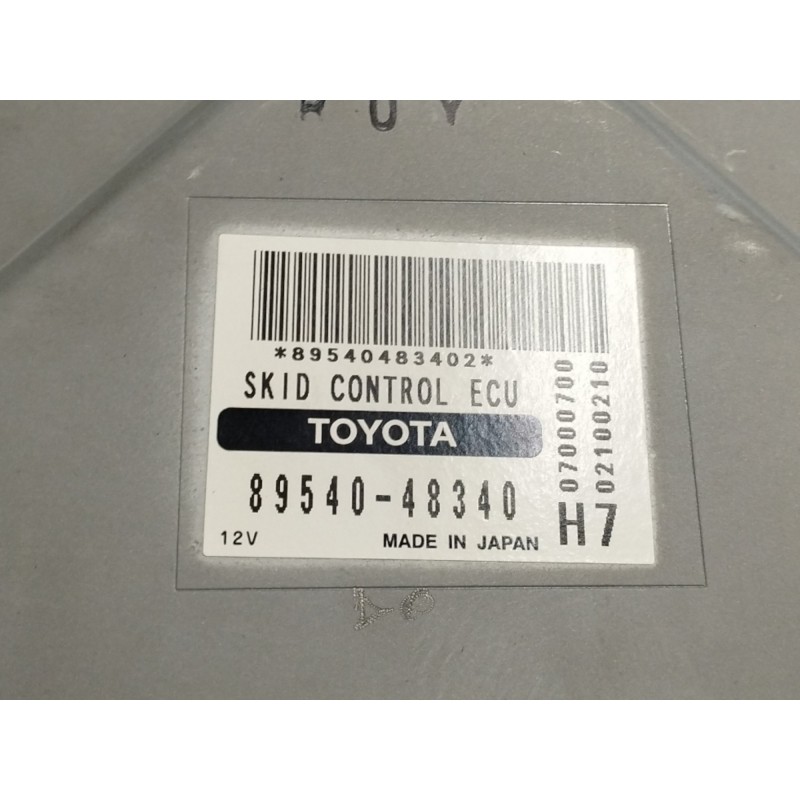 *89540483402*
SKID CONTROL ECU
TOYOTA
89540-48340
12V
MADE IN JAPAN
H7
07000700
02100210